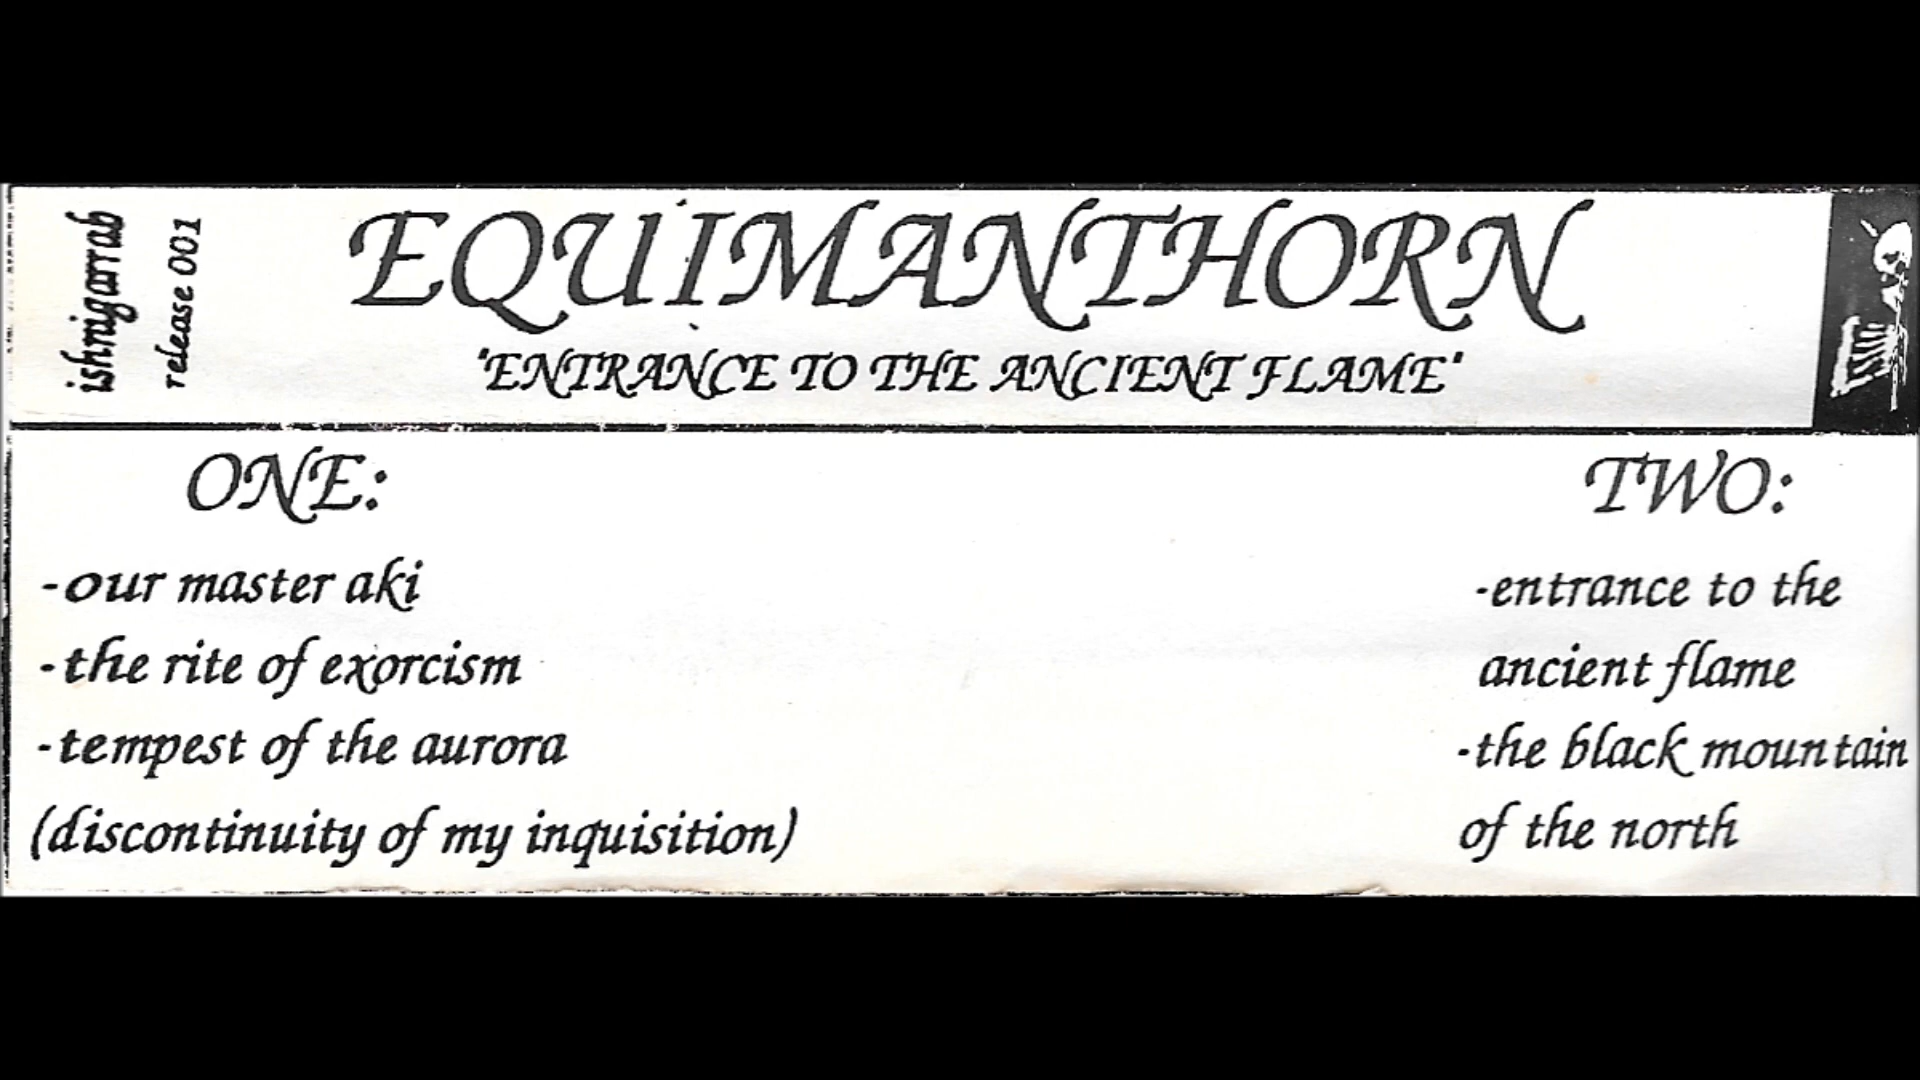 ishnigarrab
release 001
EQUIMANTHORN
"ENTRANCE TO THE ANCIENT FLAME"
ONE:
-our master aki
-the rite of exorcism
-tempest of the aurora
(discontinuity of my inquisition)
TWO:
-entrance to the
ancient flame
-the black mountain
of the north